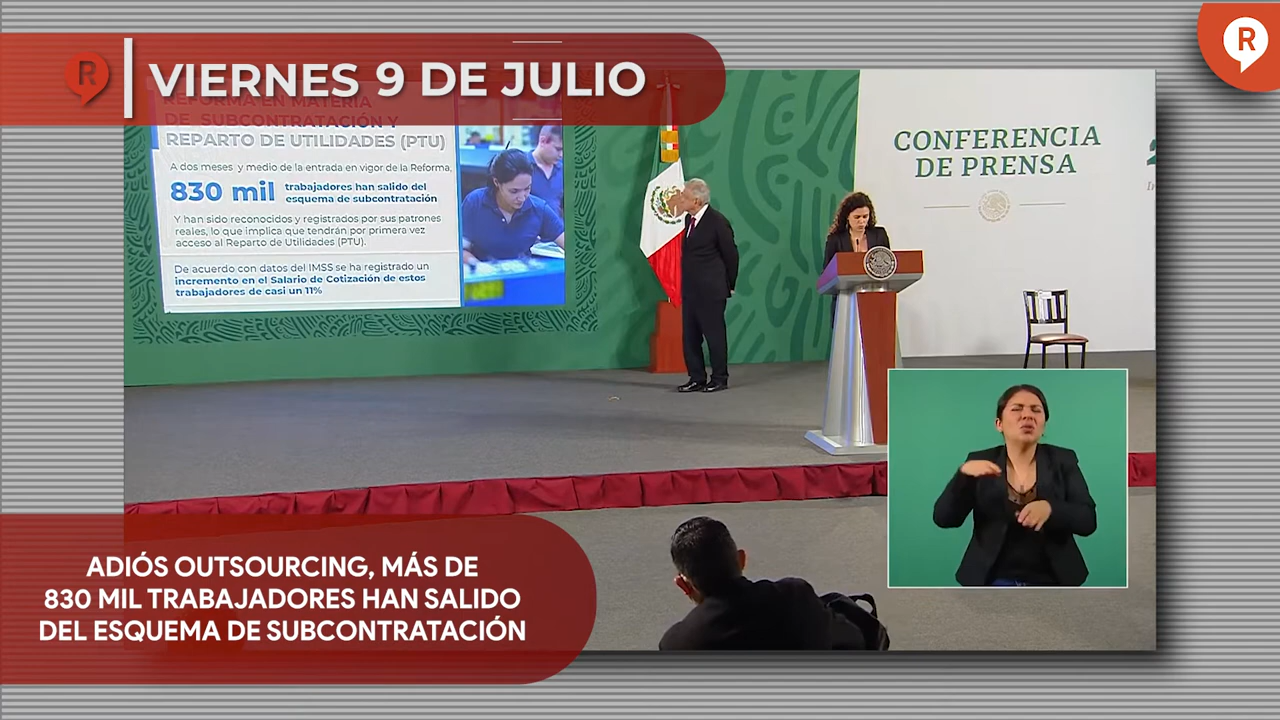 R
R
VIERNES 9 DE JULIO
REFORMA EN MATERIA
DE SUBCONTRATACIÓN Y
REPARTO DE UTILIDADES (PTU)
A dos meses y medio de la entrada en vigor de la Reforma,
830 mil trabajadores han salido del
esquema de subcontratación
Y han sido reconocidos y registrados por sus patrones
reales, lo que implica que tendrán por primera vez
acceso al Reparto de Utilidades (PTU).
De acuerdo con datos del IMSS se ha registrado un
incremento en el Salario de Cotización de estos
trabajadores de casi un 11%
CONFERENCIA
DE PRENSA
ADIÓS OUTSOURCING, MÁS DE
830 MIL TRABAJADORES HAN SALIDO
DEL ESQUEMA DE SUBCONTRATACIÓN